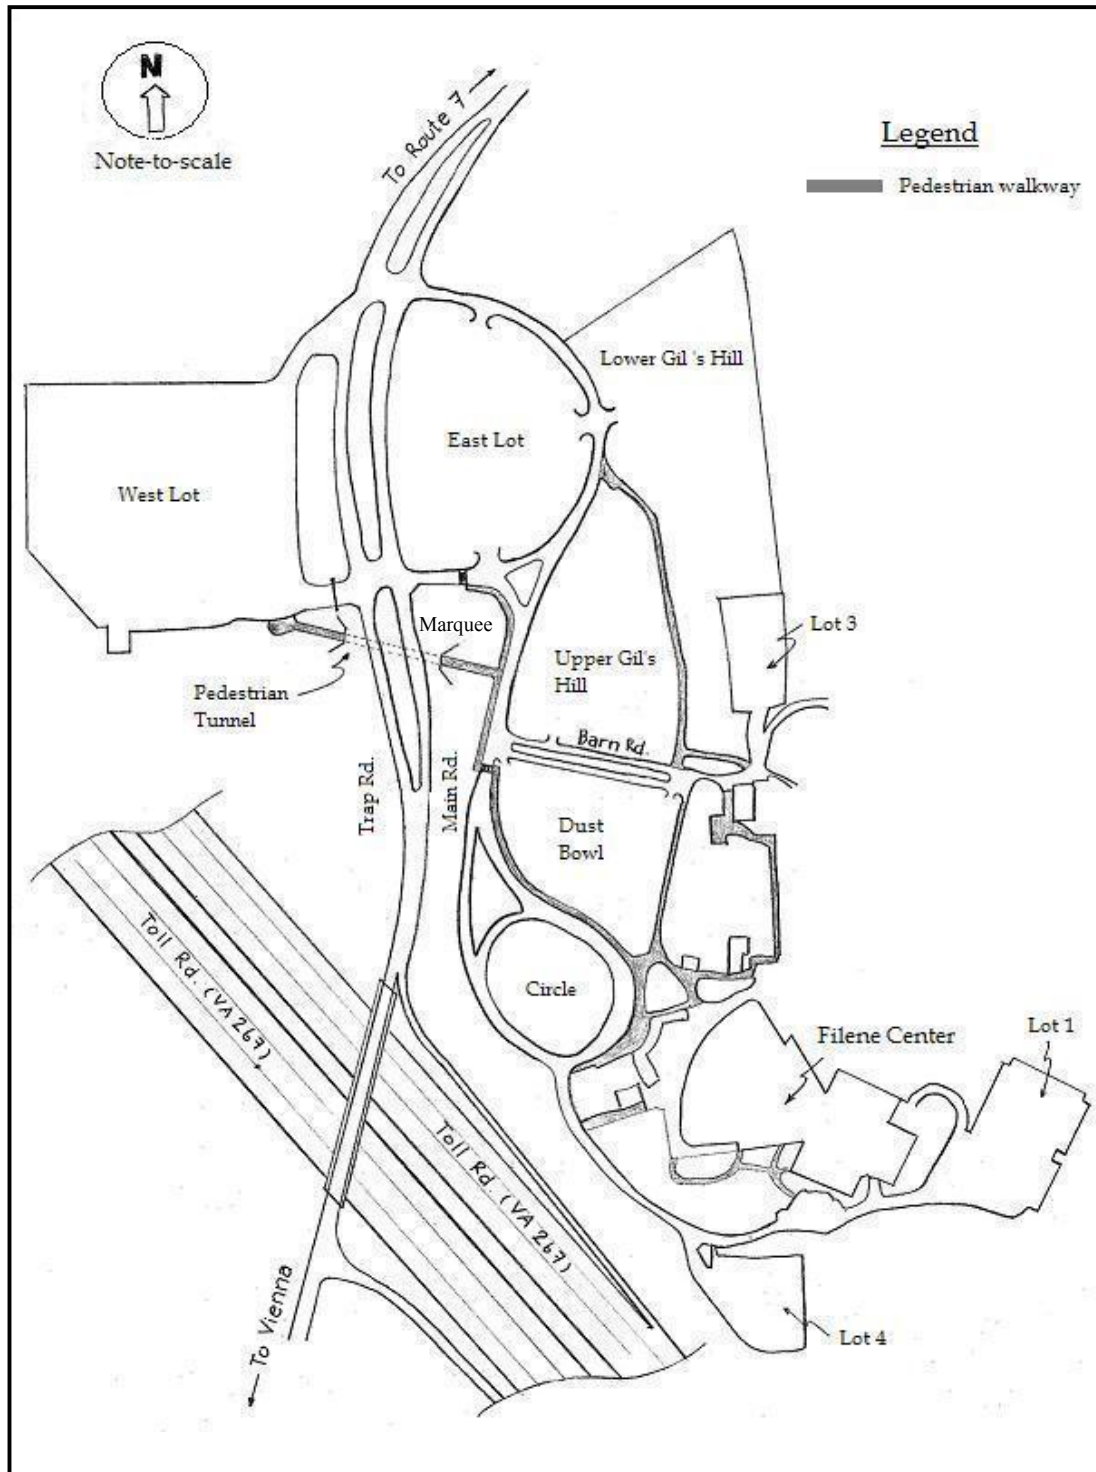 N
Note-to-scale
To Route 7
Legend
Pedestrian walkway
Lower Gil 's Hill
East Lot
West Lot
Lot 3
Marquee
Upper Gil's
Hill
Pedestrian
Tunnel
Barn Rd.
Trap Rd.
Main Rd.
Dust
Bowl
Toll Rd. (VA 267)
Circle
Filene Center
Lot 1
Toll Rd. (VA 267)
To Vienna
Lot 4